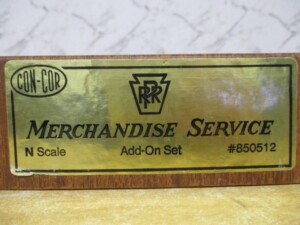 CON-COR
PRR
MERCHANDISE SERVICE
N Scale Add-On Set #850512